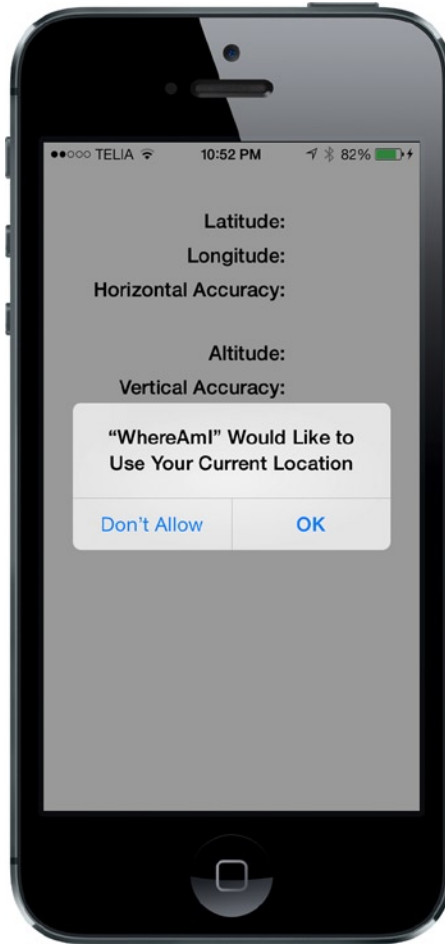 TELIA 10:52 PM 82%
Latitude:
Longitude:
Horizontal Accuracy:
Altitude:
Vertical Accuracy:
“WhereAmI” Would Like to
Use Your Current Location
Don't Allow OK